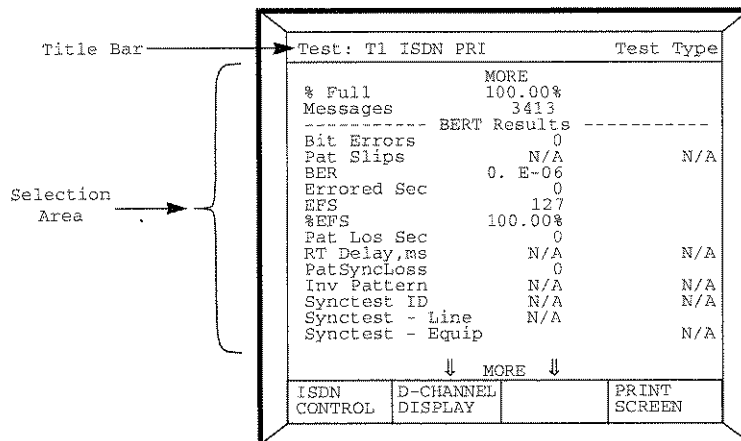 Title Bar
Test: T1 ISDN PRI Test Type
MORE
% Full 100.00%
Messages 3413
----------- BERT Results -----------
Bit Errors 0
Pat Slips N/A N/A
BER 0. E-06
Errored Sec 0
EFS 127
%EFS 100.00%
Pat Los Sec 0
RT Delay,ms N/A N/A
PatSyncLoss 0
Inv Pattern N/A N/A
Synctest ID N/A N/A
Synctest - Line N/A
Synctest - Equip N/A
Selection
Area
⇓ MORE ⇓
ISDN
CONTROL
D-CHANNEL
DISPLAY
PRINT
SCREEN